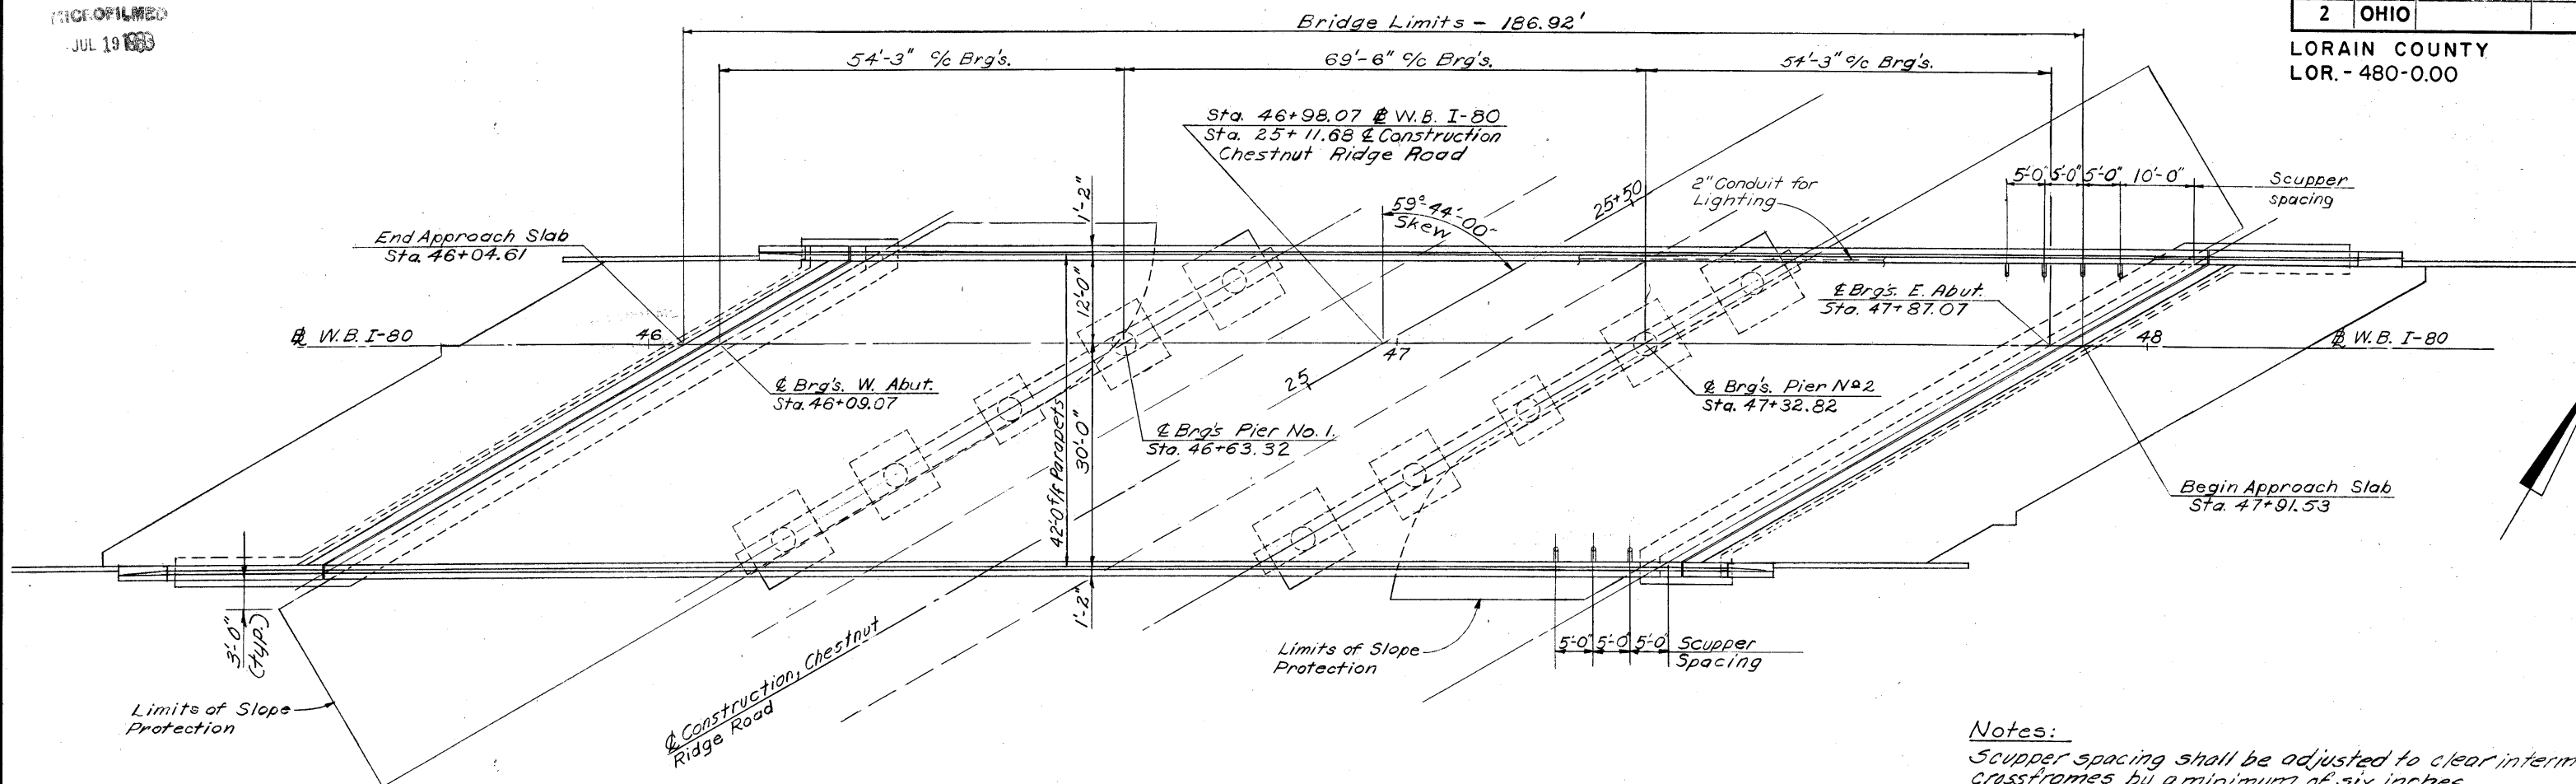 MICROFILMED
JUL 19 1983
Bridge Limits - 186.92'
54'-3" c/c Brg's.
69'-6" c/c Brg's.
54'-3" c/c Brg's.
2 OHIO
LORAIN COUNTY
LOR. - 480-0.00
Sta. 46+98.07 ⅊ W.B. I-80
Sta. 25+11.68 ℄ Construction
Chestnut Ridge Road
1'-2"
59°-44'-00"
Skew
25+50
2" Conduit for
Lighting
5'-0" 5'-0" 5'-0" 10'-0"
Scupper
spacing
End Approach Slab
Sta. 46+04.61
12'-0"
℄ Brg's. E. Abut.
Sta. 47+87.07
⅊ W.B. I-80
46
47
48
⅊ W.B. I-80
25
℄ Brg's. W. Abut.
Sta. 46+09.07
℄ Brg's Pier No. 1.
Sta. 46+63.32
℄ Brg's. Pier Nº2
Sta. 47+32.82
42'-0" f/f Parapets
30'-0"
Begin Approach Slab
Sta. 47+91.53
1'-2"
3'-0"
(typ.)
Limits of Slope
Protection
℄ Construction, Chestnut
Ridge Road
Limits of Slope
Protection
5'-0" 5'-0" 5'-0" Scupper
Spacing
Notes:
Scupper spacing shall be adjusted to clear interm
crossframes by a minimum of six inches